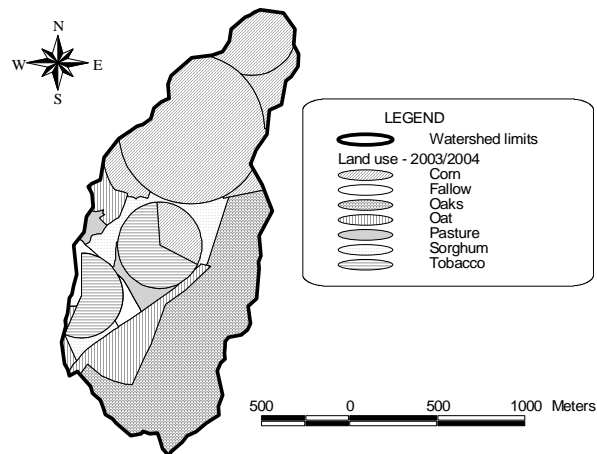 N
W E
S
LEGEND
Watershed limits
Land use - 2003/2004
Corn
Fallow
Oaks
Oat
Pasture
Sorghum
Tobacco
500 0 500 1000 Meters